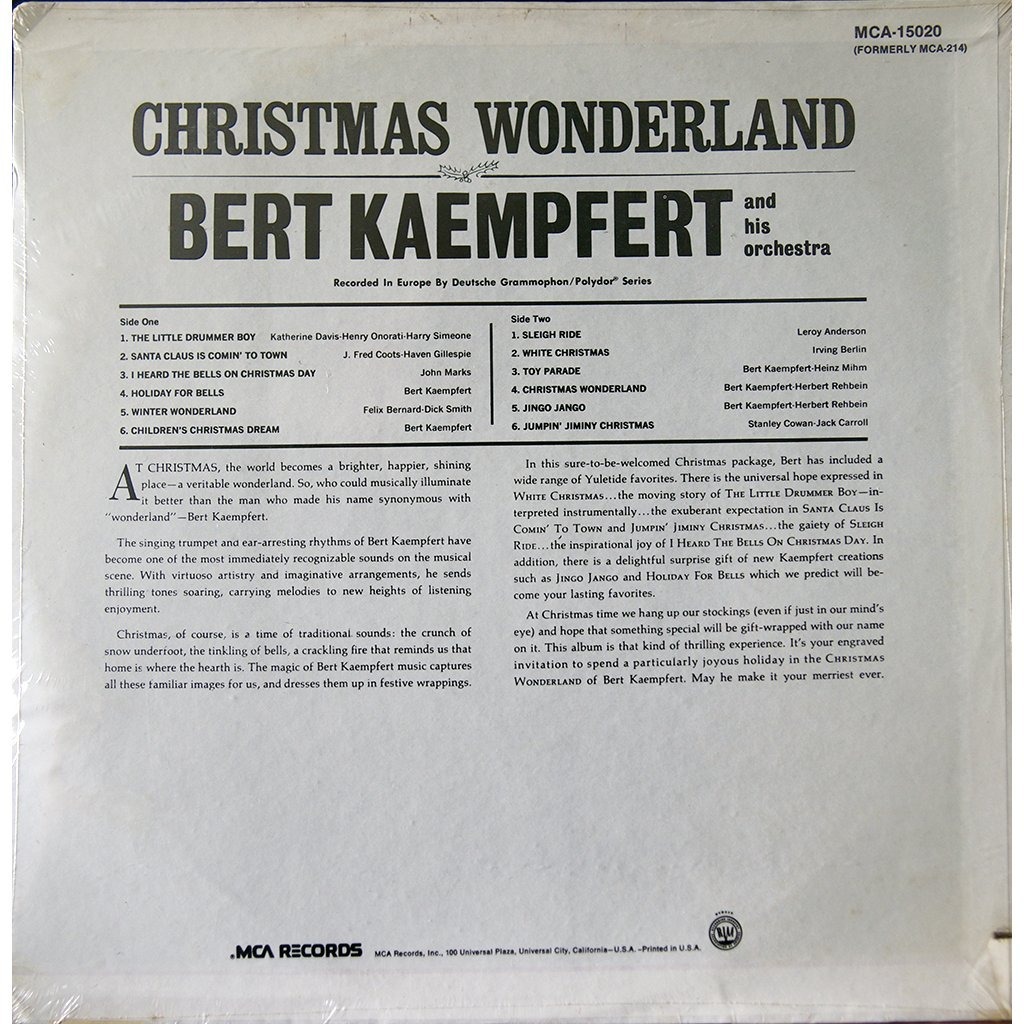 MCA-15020
(FORMERLY MCA-214)
CHRISTMAS WONDERLAND
BERT KAEMPFERT and
his
orchestra
Recorded In Europe By Deutsche Grammophon/Polydor® Series
Side One
1. THE LITTLE DRUMMER BOY Katherine Davis-Henry Onorati-Harry Simeone
2. SANTA CLAUS IS COMIN' TO TOWN J. Fred Coots-Haven Gillespie
3. I HEARD THE BELLS ON CHRISTMAS DAY John Marks
4. HOLIDAY FOR BELLS Bert Kaempfert
5. WINTER WONDERLAND Felix Bernard-Dick Smith
6. CHILDREN'S CHRISTMAS DREAM Bert Kaempfert
Side Two
1. SLEIGH RIDE Leroy Anderson
2. WHITE CHRISTMAS Irving Berlin
3. TOY PARADE Bert Kaempfert-Heinz Mihm
4. CHRISTMAS WONDERLAND Bert Kaempfert-Herbert Rehbein
5. JINGO JANGO Bert Kaempfert-Herbert Rehbein
6. JUMPIN' JIMINY CHRISTMAS Stanley Cowan-Jack Carroll
AT CHRISTMAS, the world becomes a brighter, happier, shining
place—a veritable wonderland. So, who could musically illuminate
it better than the man who made his name synonymous with
"wonderland"—Bert Kaempfert.
The singing trumpet and ear-arresting rhythms of Bert Kaempfert have
become one of the most immediately recognizable sounds on the musical
scene. With virtuoso artistry and imaginative arrangements, he sends
thrilling tones soaring, carrying melodies to new heights of listening
enjoyment.
Christmas, of course, is a time of traditional sounds: the crunch of
snow underfoot, the tinkling of bells, a crackling fire that reminds us that
home is where the hearth is. The magic of Bert Kaempfert music captures
all these familiar images for us, and dresses them up in festive wrappings.
In this sure-to-be-welcomed Christmas package, Bert has included a
wide range of Yuletide favorites. There is the universal hope expressed in
WHITE CHRISTMAS...the moving story of THE LITTLE DRUMMER BOY—in-
terpreted instrumentally...the exuberant expectation in SANTA CLAUS IS
COMIN' TO TOWN and JUMPIN' JIMINY CHRISTMAS...the gaiety of SLEIGH
RIDE...the inspirational joy of I HEARD THE BELLS ON CHRISTMAS DAY. In
addition, there is a delightful surprise gift of new Kaempfert creations
such as JINGO JANGO and HOLIDAY FOR BELLS which we predict will be-
come your lasting favorites.
At Christmas time we hang up our stockings (even if just in our mind's
eye) and hope that something special will be gift-wrapped with our name
on it. This album is that kind of thrilling experience. It's your engraved
invitation to spend a particularly joyous holiday in the CHRISTMAS
WONDERLAND of Bert Kaempfert. May he make it your merriest ever.
MCA RECORDS MCA Records, Inc., 100 Universal Plaza, Universal City, California—U.S.A. -Printed in U.S.A.